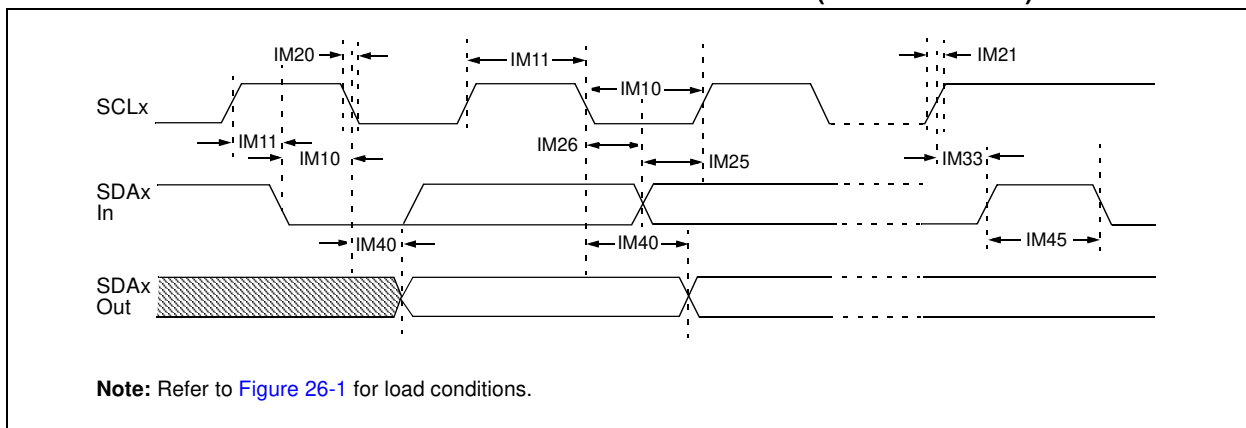 IM20
IM11
IM21
SCLx
IM10
IM11
IM26
IM10
IM25
IM33
SDAx
In
IM40
IM40
IM45
SDAx
Out
Note: Refer to Figure 26-1 for load conditions.